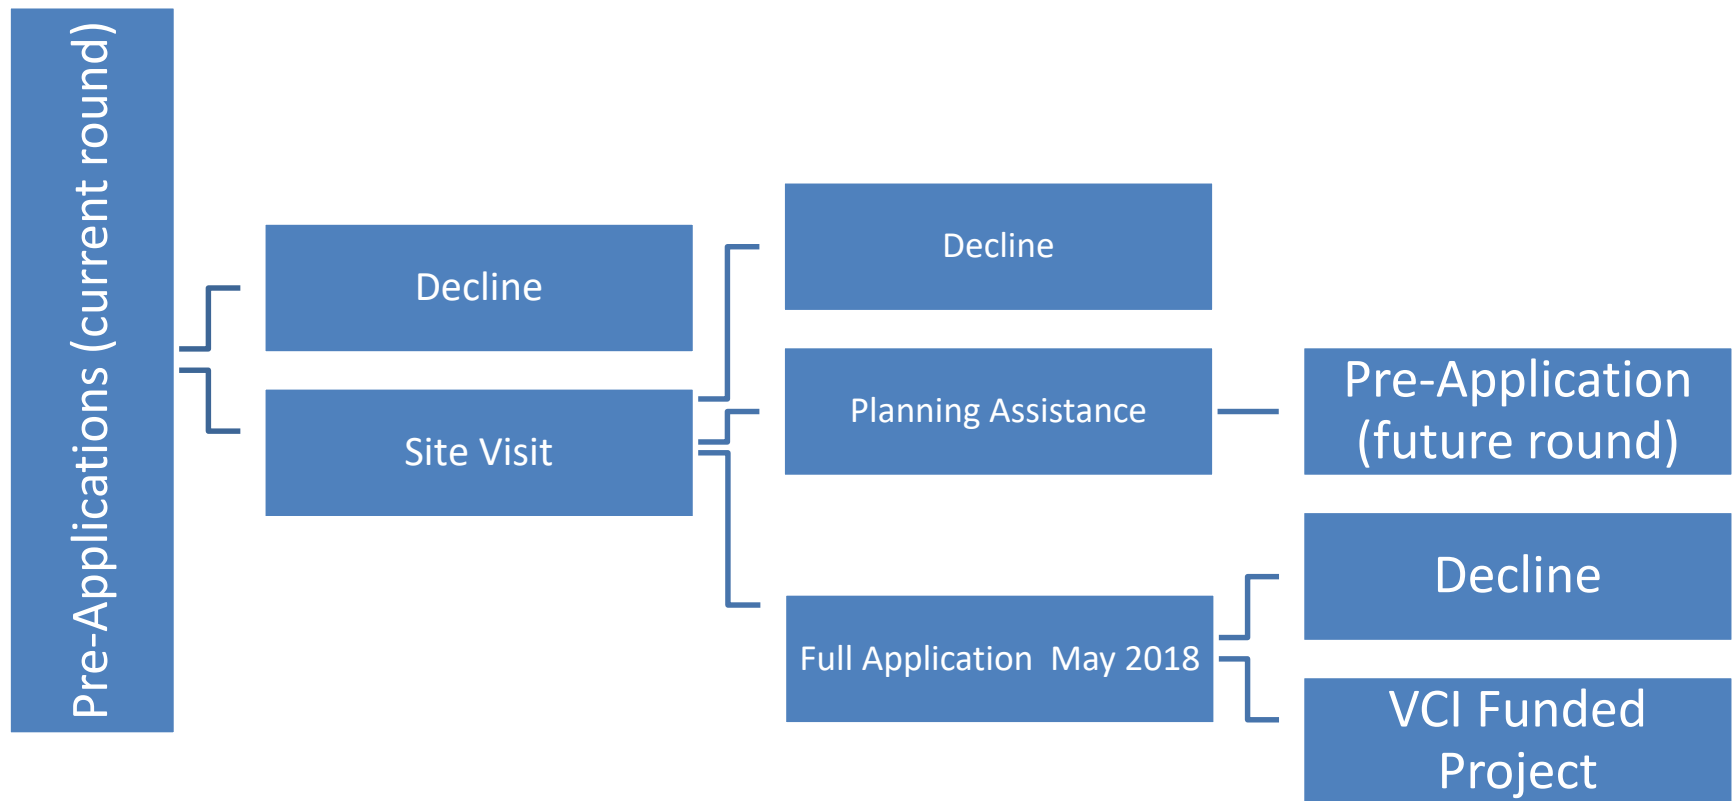 Pre-Applications (current round)
Decline
Site Visit
Decline
Planning Assistance
Full Application  May 2018
Pre-Application
(future round)
Decline
VCI Funded
Project